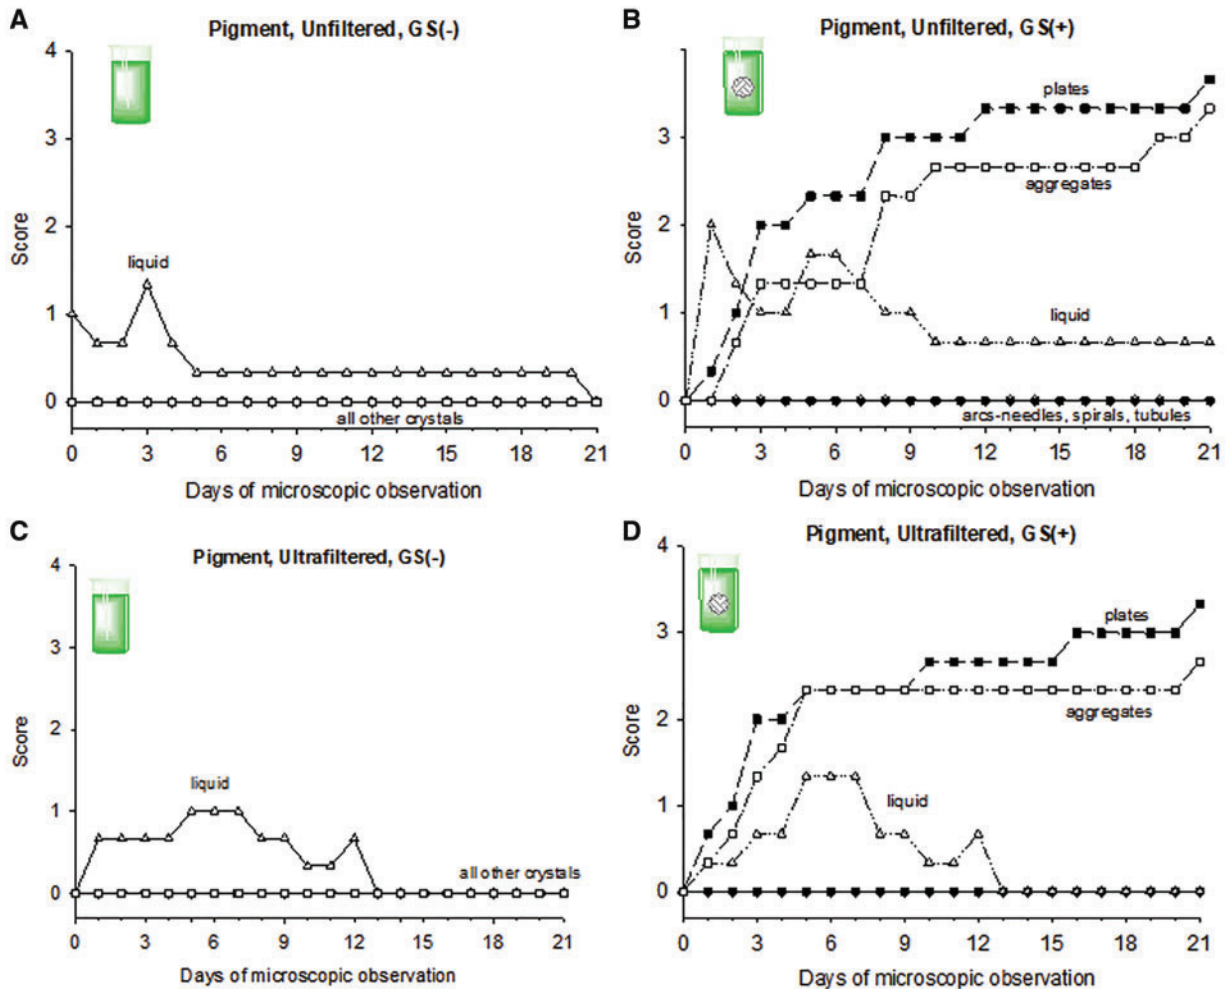 A
Pigment, Unfiltered, GS(-)
4
3
2
1
0
Score
liquid
all other crystals
0 3 6 9 12 15 18 21
Days of microscopic observation
B
Pigment, Unfiltered, GS(+)
4
3
2
1
0
Score
plates
aggregates
liquid
arcs-needles, spirals, tubules
0 3 6 9 12 15 18 21
Days of microscopic observation
C
Pigment, Ultrafiltered, GS(-)
4
3
2
1
0
Score
liquid
all other crystals
0 3 6 9 12 15 18 21
Days of microscopic observation
D
Pigment, Ultrafiltered, GS(+)
4
3
2
1
0
Score
plates
aggregates
liquid
0 3 6 9 12 15 18 21
Days of microscopic observation